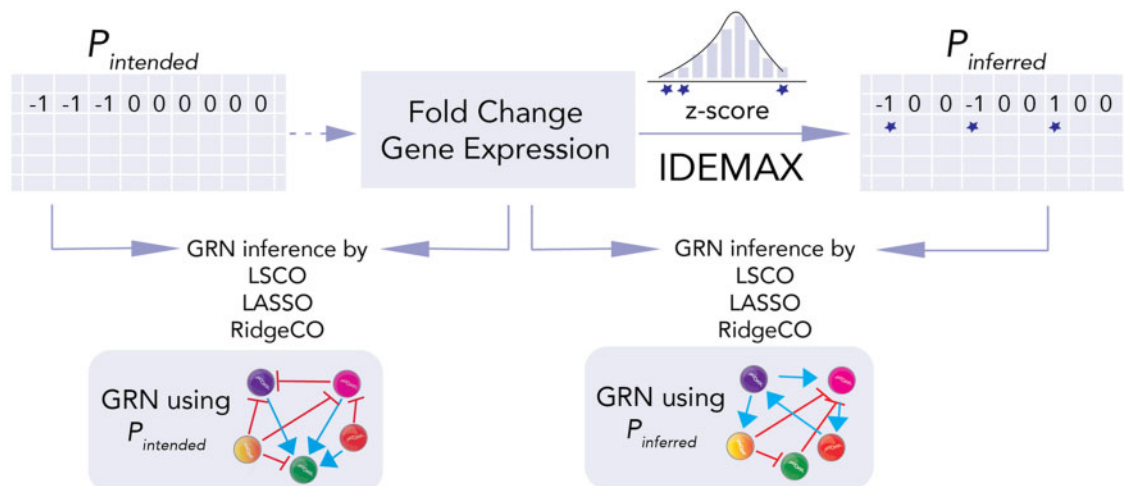 P intended
-1 -1 -1 0 0 0 0 0 0 0
Fold Change
Gene Expression
z-score
IDEMAX
P inferred
-1 0 0 -1 0 0 1 0 0
GRN inference by
LSCO
LASSO
RidgeCO
GRN inference by
LSCO
LASSO
RidgeCO
GRN using
P intended
GRN using
P inferred